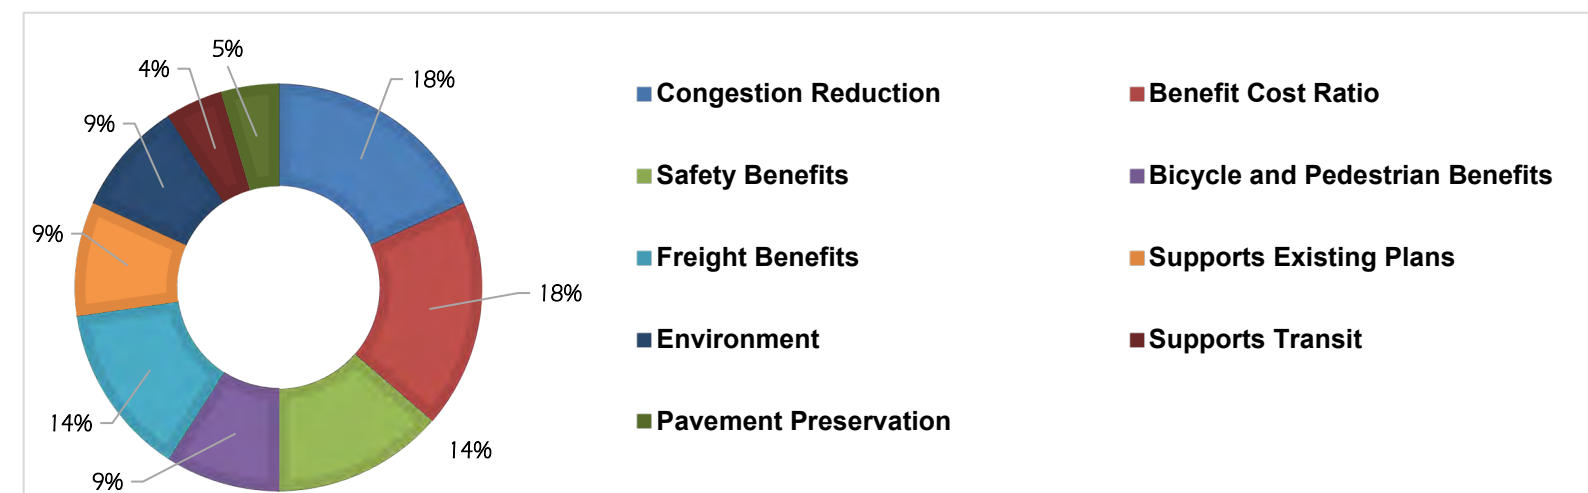 5%
4%
18%
9%
9%
18%
14%
14%
9%
Congestion Reduction
Benefit Cost Ratio
Safety Benefits
Bicycle and Pedestrian Benefits
Freight Benefits
Supports Existing Plans
Environment
Supports Transit
Pavement Preservation